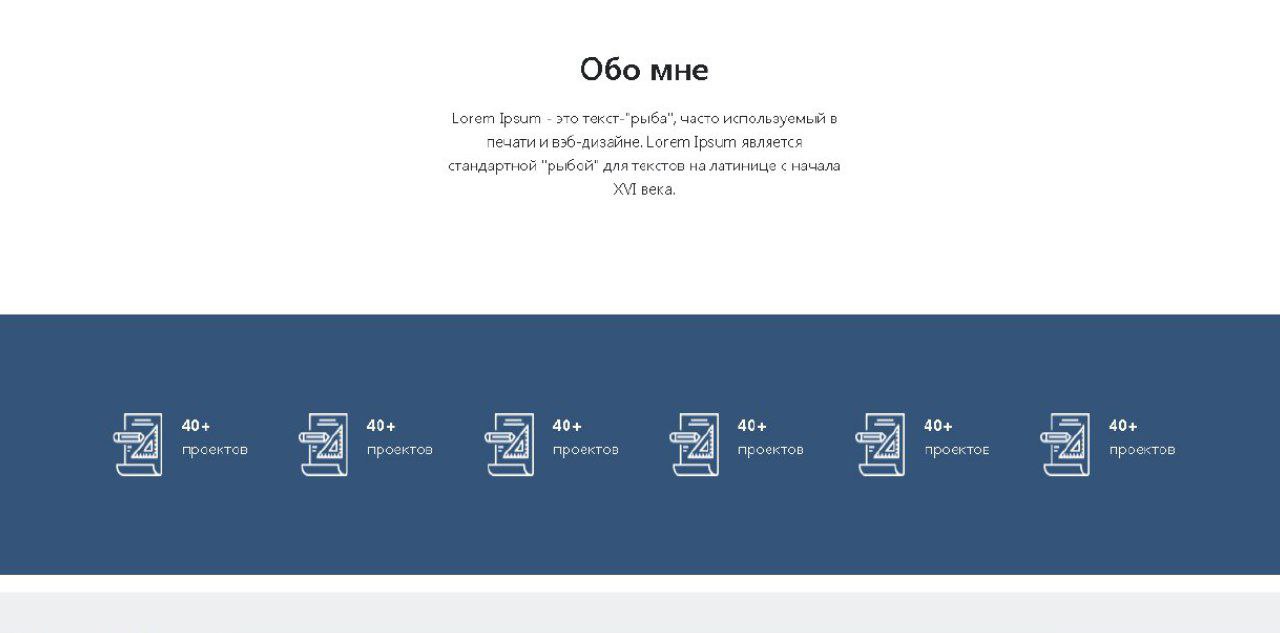 Обо мне
Lorem Ipsum - это текст-"рыба", часто используемый в
печати и вэб-дизайне. Lorem Ipsum является
стандартной "рыбой" для текстов на латинице с начала
XVI века.
40+ 40+ 40+ 40+ 40+ 40+
проектов проектов проектов проектов проектов проектов